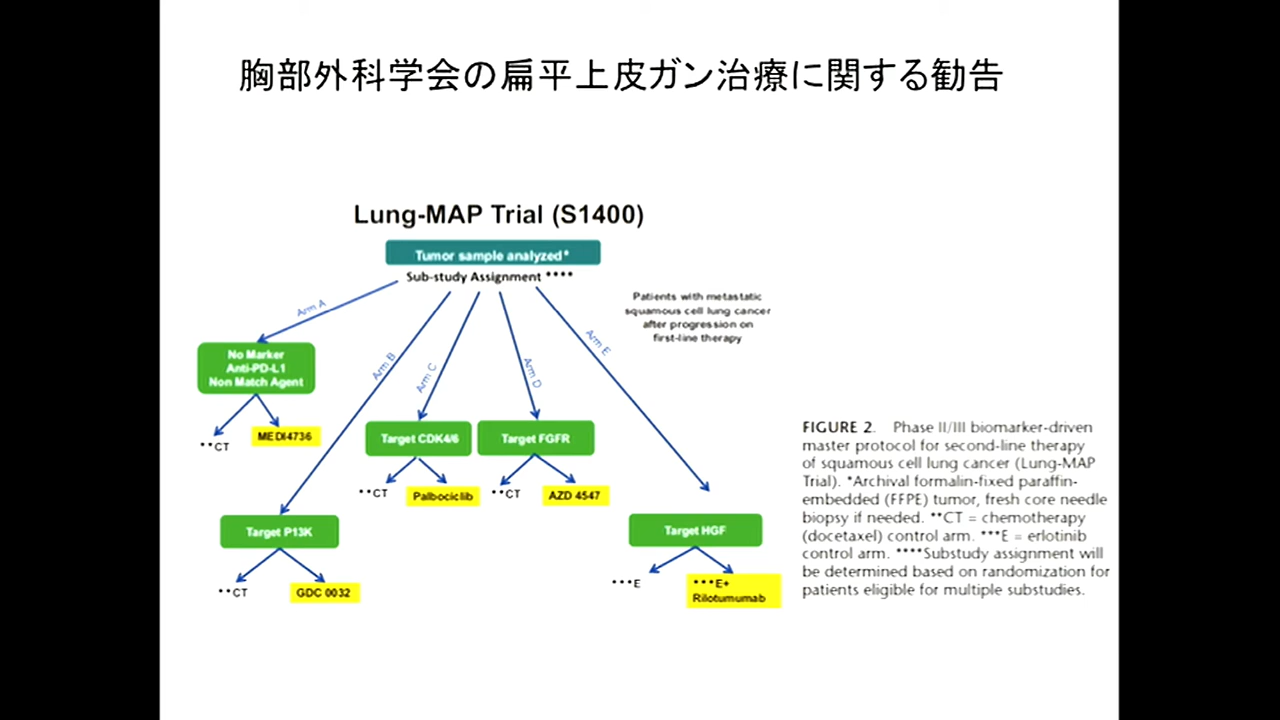 胸部外科学会の扁平上皮ガン治療に関する勧告
Lung-MAP Trial (S1400)
Tumor sample analyzed*
Sub-study Assignment ****
Patients with metastatic
squamous cell lung cancer
after progression on
first-line therapy
Arm A
Arm B
Arm C
Arm D
Arm E
No Marker
Anti-PD-L1
Non Match Agent
**CT
MEDI4736
Target CDK4/6
**CT
Palbociclib
Target FGFR
**CT
AZD 4547
Target P13K
**CT
GDC 0032
Target HGF
***E
***E+
Rilotumumab
FIGURE 2. Phase II/III biomarker-driven
master protocol for second-line therapy
of squamous cell lung cancer (Lung-MAP
Trial). *Archival formalin-fixed paraffin-
embedded (FFPE) tumor, fresh core needle
biopsy if needed. **CT = chemotherapy
(docetaxel) control arm. ***E = erlotinib
control arm. ****Substudy assignment will
be determined based on randomization for
patients eligible for multiple substudies.